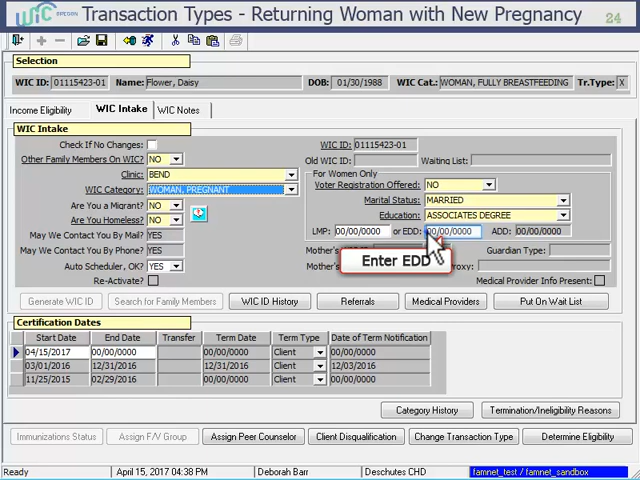 WiC OREGON Transaction Types - Returning Woman with New Pregnancy 24
Selection
WIC ID: 01115423-01 Name: Flower, Daisy DOB: 01/30/1988 WIC Cat.: WOMAN, FULLY BREASTFEEDING Tr.Type: X
Income Eligibility WIC Intake WIC Notes
WIC Intake
Check If No Changes: WIC ID: 01115423-01
Other Family Members On WIC? NO Old WIC ID: Waiting List:
Clinic: BEND For Women Only
WIC Category: WOMAN, PREGNANT Voter Registration Offered: NO
Are You a Migrant? NO Marital Status: MARRIED
Are You Homeless? NO Education: ASSOCIATES DEGREE
May We Contact You By Mail? YES LMP: 00/00/0000 or EDD: 00/00/0000 ADD: 00/00/0000
May We Contact You By Phone? YES Mother's Guardian Type:
Enter EDD
Auto Scheduler, OK? YES Mother's Proxy:
Re-Activate? Medical Provider Info Present:
Generate WIC ID Search for Family Members WIC ID History Referrals Medical Providers Put On Wait List
Certification Dates
Start Date End Date Transfer Term Date Term Type Date of Term Notification
04/15/2017 00/00/0000 00/00/0000 Client 00/00/0000
03/01/2016 12/31/2016 12/31/2016 Client 12/03/2016
11/25/2015 02/29/2016 00/00/0000 Client 00/00/0000
Category History Termination/Ineligibility Reasons
Immunizations Status Assign F/V Group Assign Peer Counselor Client Disqualification Change Transaction Type Determine Eligibility
Ready April 15, 2017 04:38 PM Deborah Barr Deschutes CHD famnet_test / famnet_sandbox